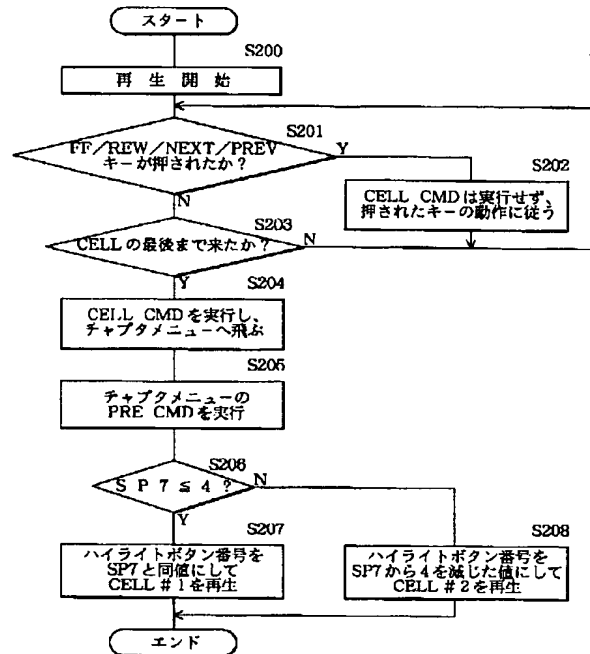 スタート
S200
再生開始
S201
FF/REW/NEXT/PREV
キーが押されたか?
Y
N
S202
CELL CMDは実行せず、
押されたキーの動作に従う
S203
CELLの最後まで来たか?
N
Y
S204
CELL CMDを実行し、
チャプタメニューへ飛ぶ
S205
チャプタメニューの
PRE CMDを実行
S206
SP7≦4?
N
Y
S207
ハイライトボタン番号を
SP7と同値にして
CELL#1を再生
S208
ハイライトボタン番号を
SP7から4を減じた値にして
CELL#2を再生
エンド